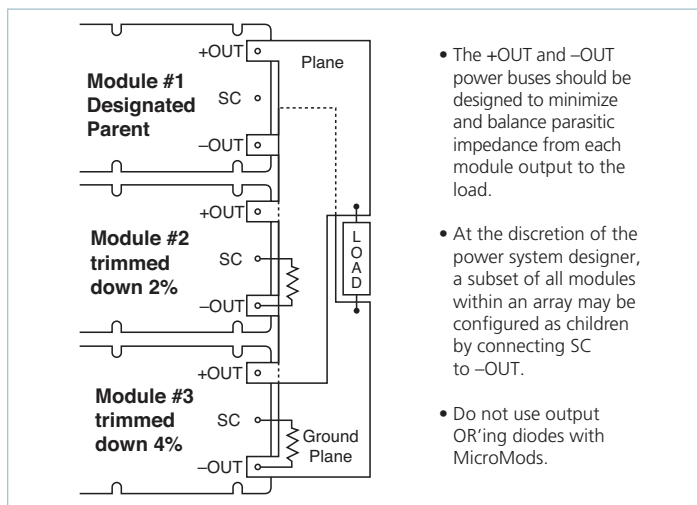 +OUT
Plane
Module #1
Designated
Parent
SC
–OUT
+OUT
Module #2
trimmed
down 2%
SC
–OUT
LOAD
+OUT
Module #3
trimmed
down 4%
SC
Ground
Plane
–OUT
• The +OUT and –OUT
power buses should be
designed to minimize
and balance parasitic
impedance from each
module output to the
load.
• At the discretion of the
power system designer,
a subset of all modules
within an array may be
configured as children
by connecting SC
to –OUT.
• Do not use output
OR’ing diodes with
MicroMods.